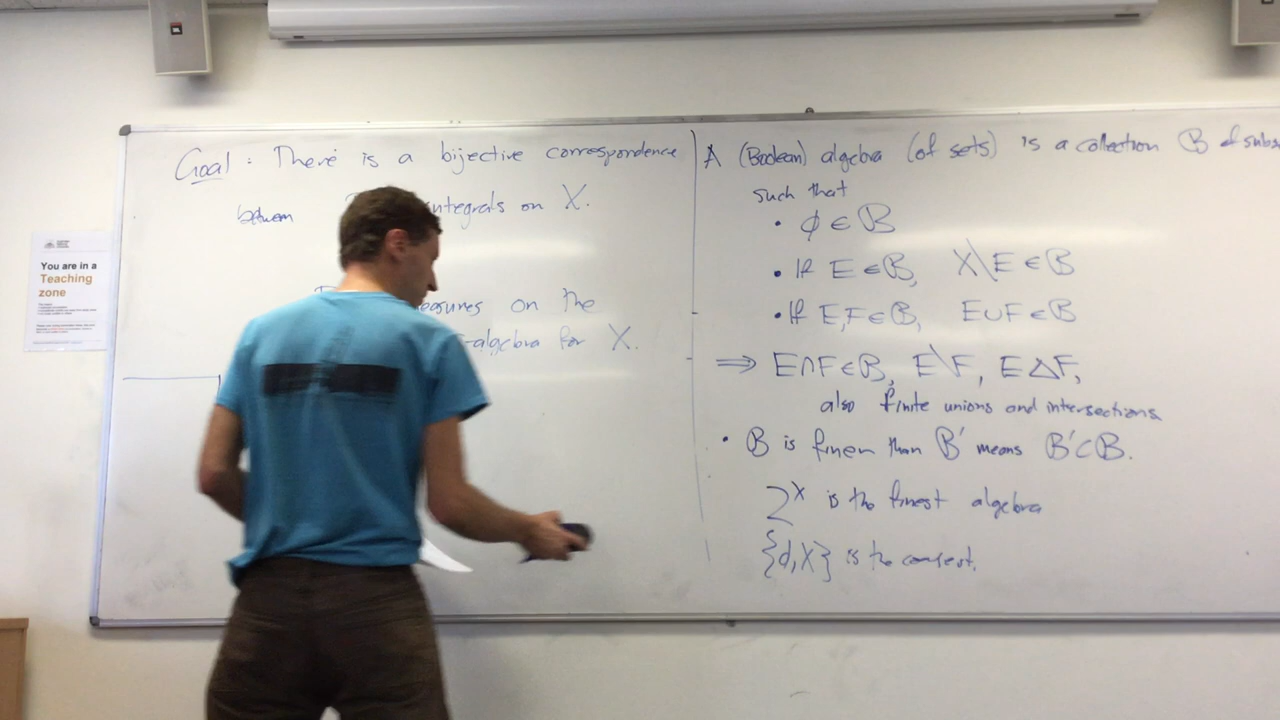 Goal : There is a bijective correspondence
between integrals on X.
easures on the
-algebra for X.
You are in a
Teaching
zone
A (Boolean) algebra (of sets) is a collection B of subs
such that
• ∅ ∈ B
• If E ∈ B, X\E ∈ B
• If E,F ∈ B, E∪F ∈ B
⟹ E∩F ∈ B, E\F, E△F,
also finite unions and intersections
• B is finer than B' means B' ⊂ B.
2^X is the finest algebra
{∅,X} is the coarsest.